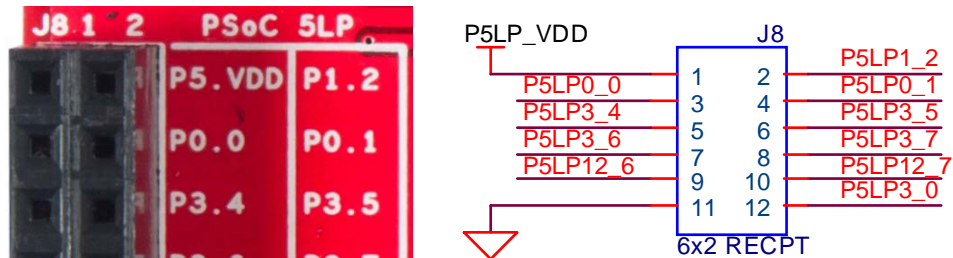 J8 1 2 PSoC 5LP
P5.VDD P1.2
P0.0 P0.1
P3.4 P3.5
P5LP_VDD
J8
1 2 P5LP1_2
P5LP0_0 3 4 P5LP0_1
P5LP3_4 5 6 P5LP3_5
P5LP3_6 7 8 P5LP3_7
P5LP12_6 9 10 P5LP12_7
11 12 P5LP3_0
6x2 RECPT